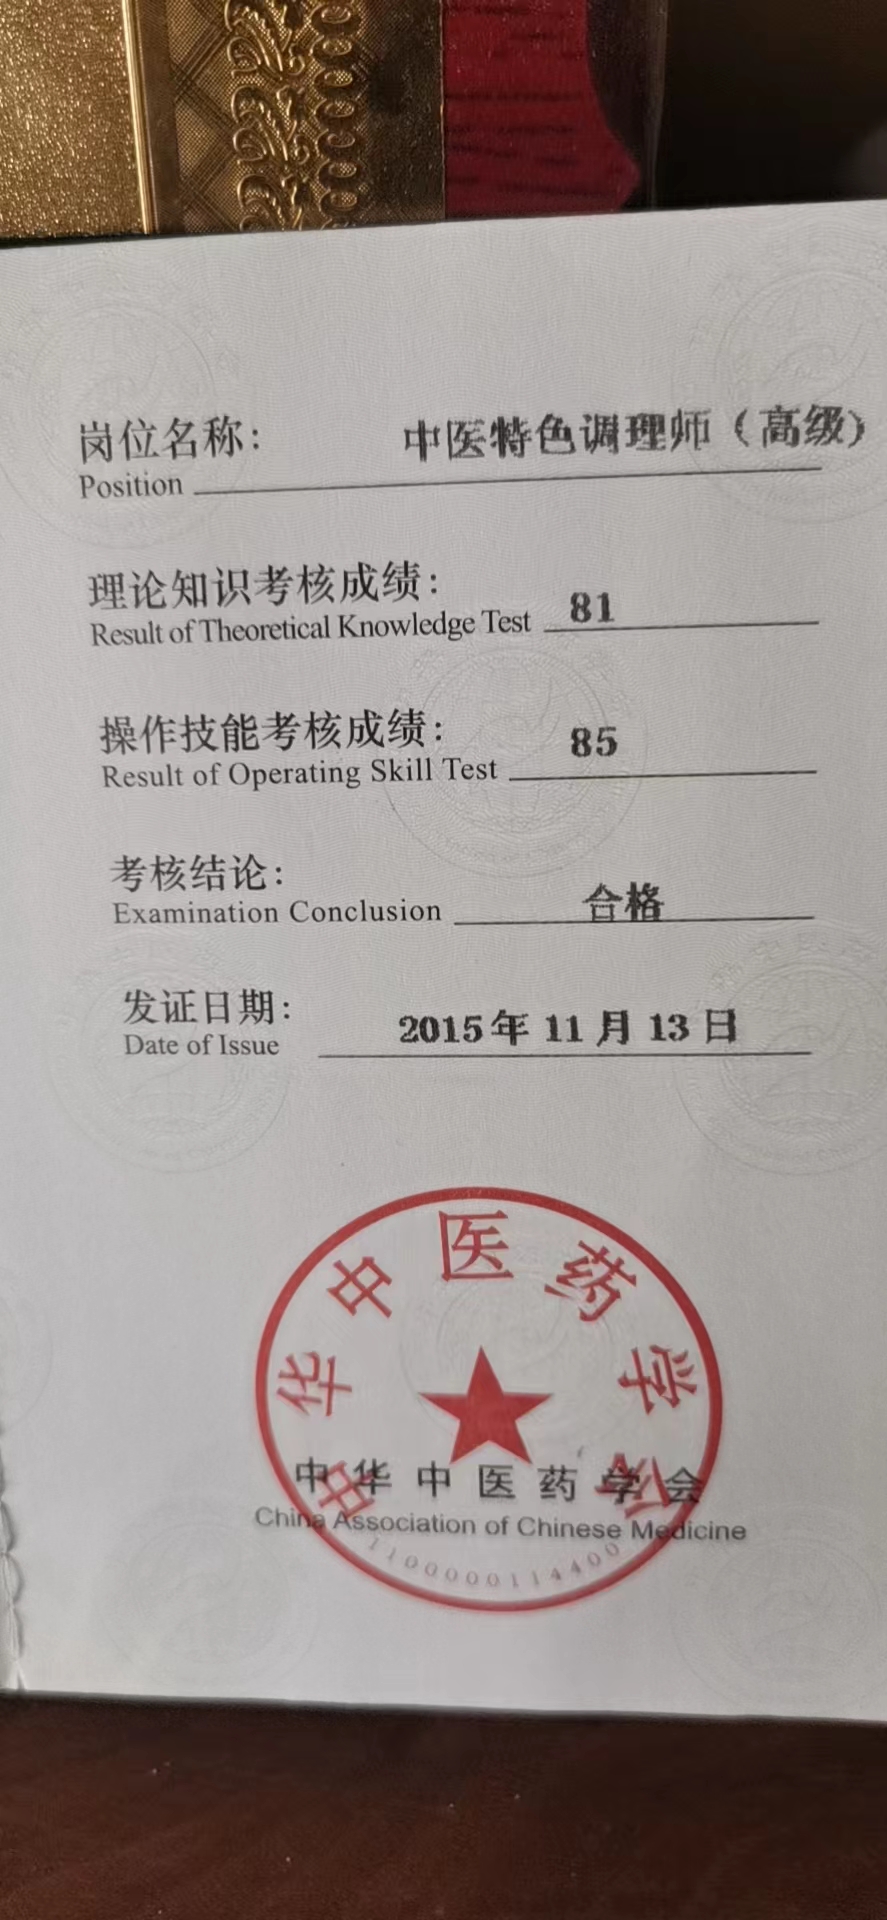 岗位名称： 中医特色调理师（高级）
Position
理论知识考核成绩： 81
Result of Theoretical Knowledge Test
操作技能考核成绩： 85
Result of Operating Skill Test
考核结论： 合格
Examination Conclusion
发证日期： 2015年 11 月 13 日
Date of Issue
中华中医药学会
中华中医药学会
China Association of Chinese Medicine
1100000114400